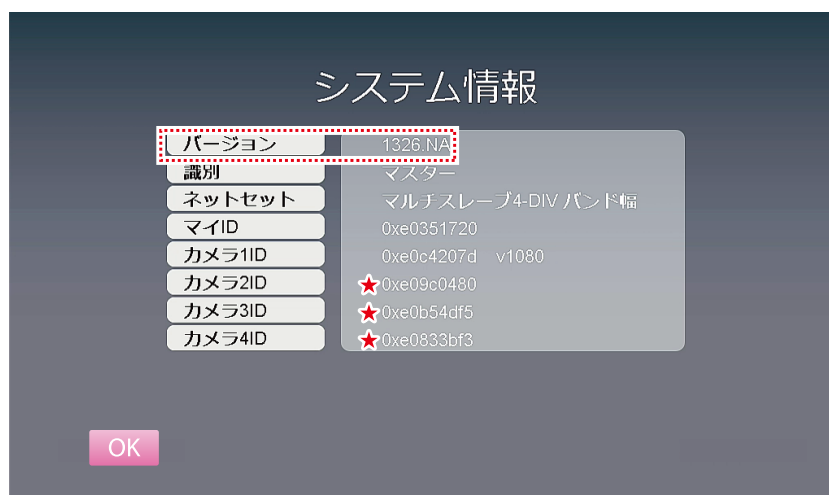 システム情報
バージョン 1326.NA
識別 マスター
ネットセット マルチスレーブ4-DIV バンド幅
マイID 0xe0351720
カメラ1ID 0xe0c4207d v1080
カメラ2ID ★0xe09c0480
カメラ3ID ★0xe0b54df5
カメラ4ID ★0xe0833bf3
OK